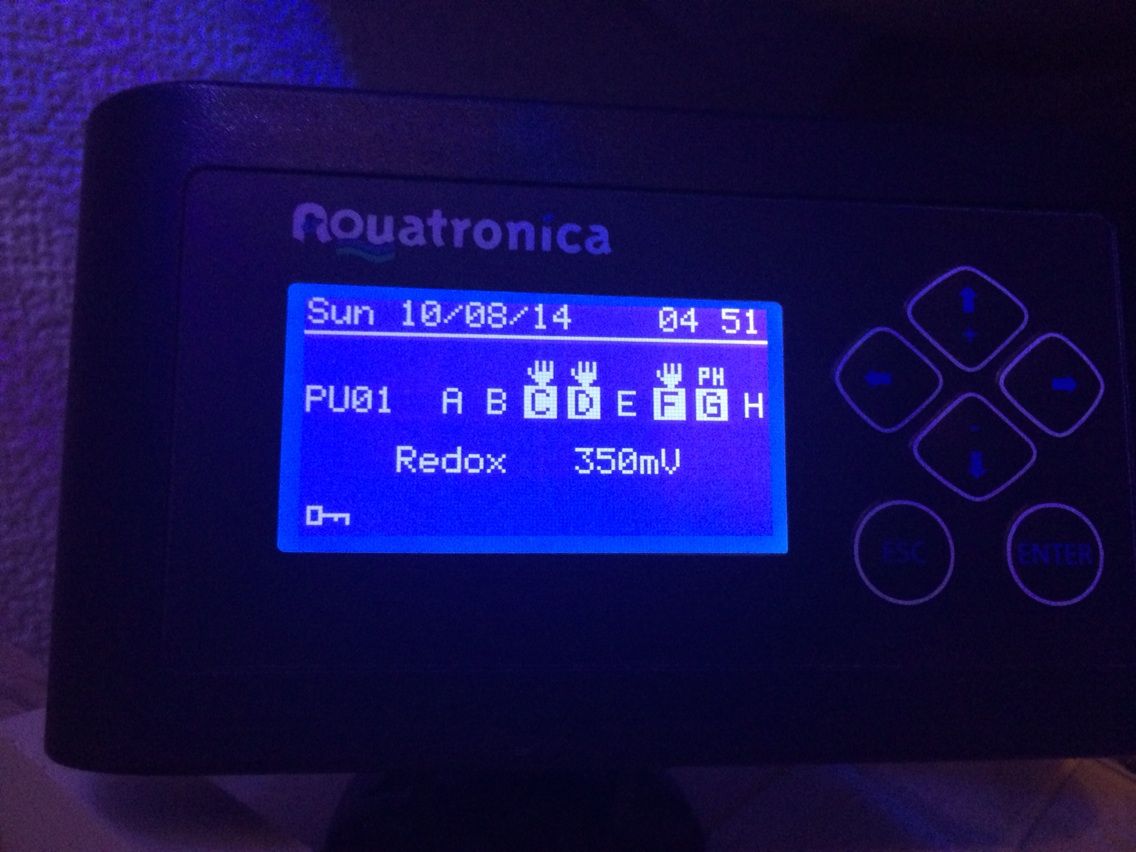 aquatronica
Sun 10/08/14 04 51
PH
PU01 A B C D E F G H
Redox 350mV
+
-
ESC ENTER